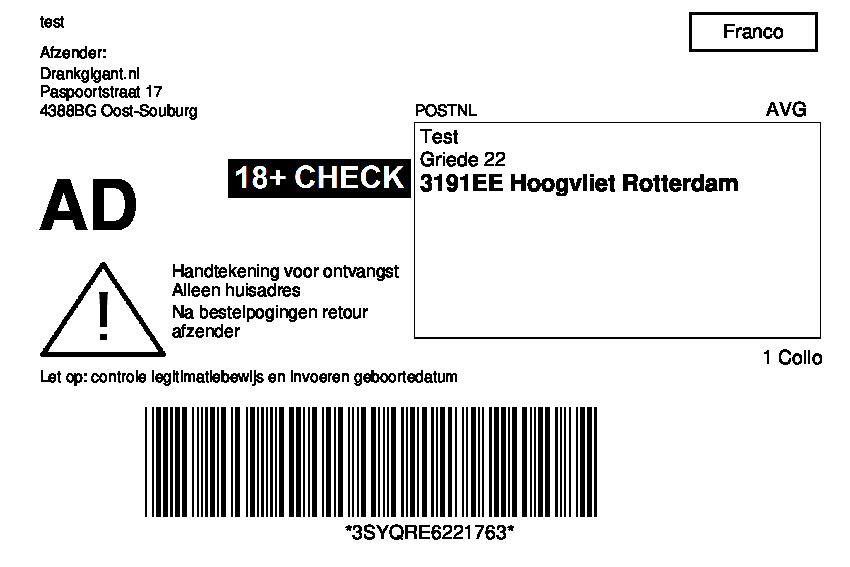 test
Franco
Afzender:
Drankgigant.nl
Paspoortstraat 17
4388BG Oost-Souburg
POSTNL
AVG
Test
Griede 22
3191EE Hoogvliet Rotterdam
18+ CHECK
AD
!
Handtekening voor ontvangst
Alleen huisadres
Na bestelpogingen retour
afzender
1 Collo
Let op: controle legitimatiebewijs en invoeren geboortedatum
*3SYQRE6221763*